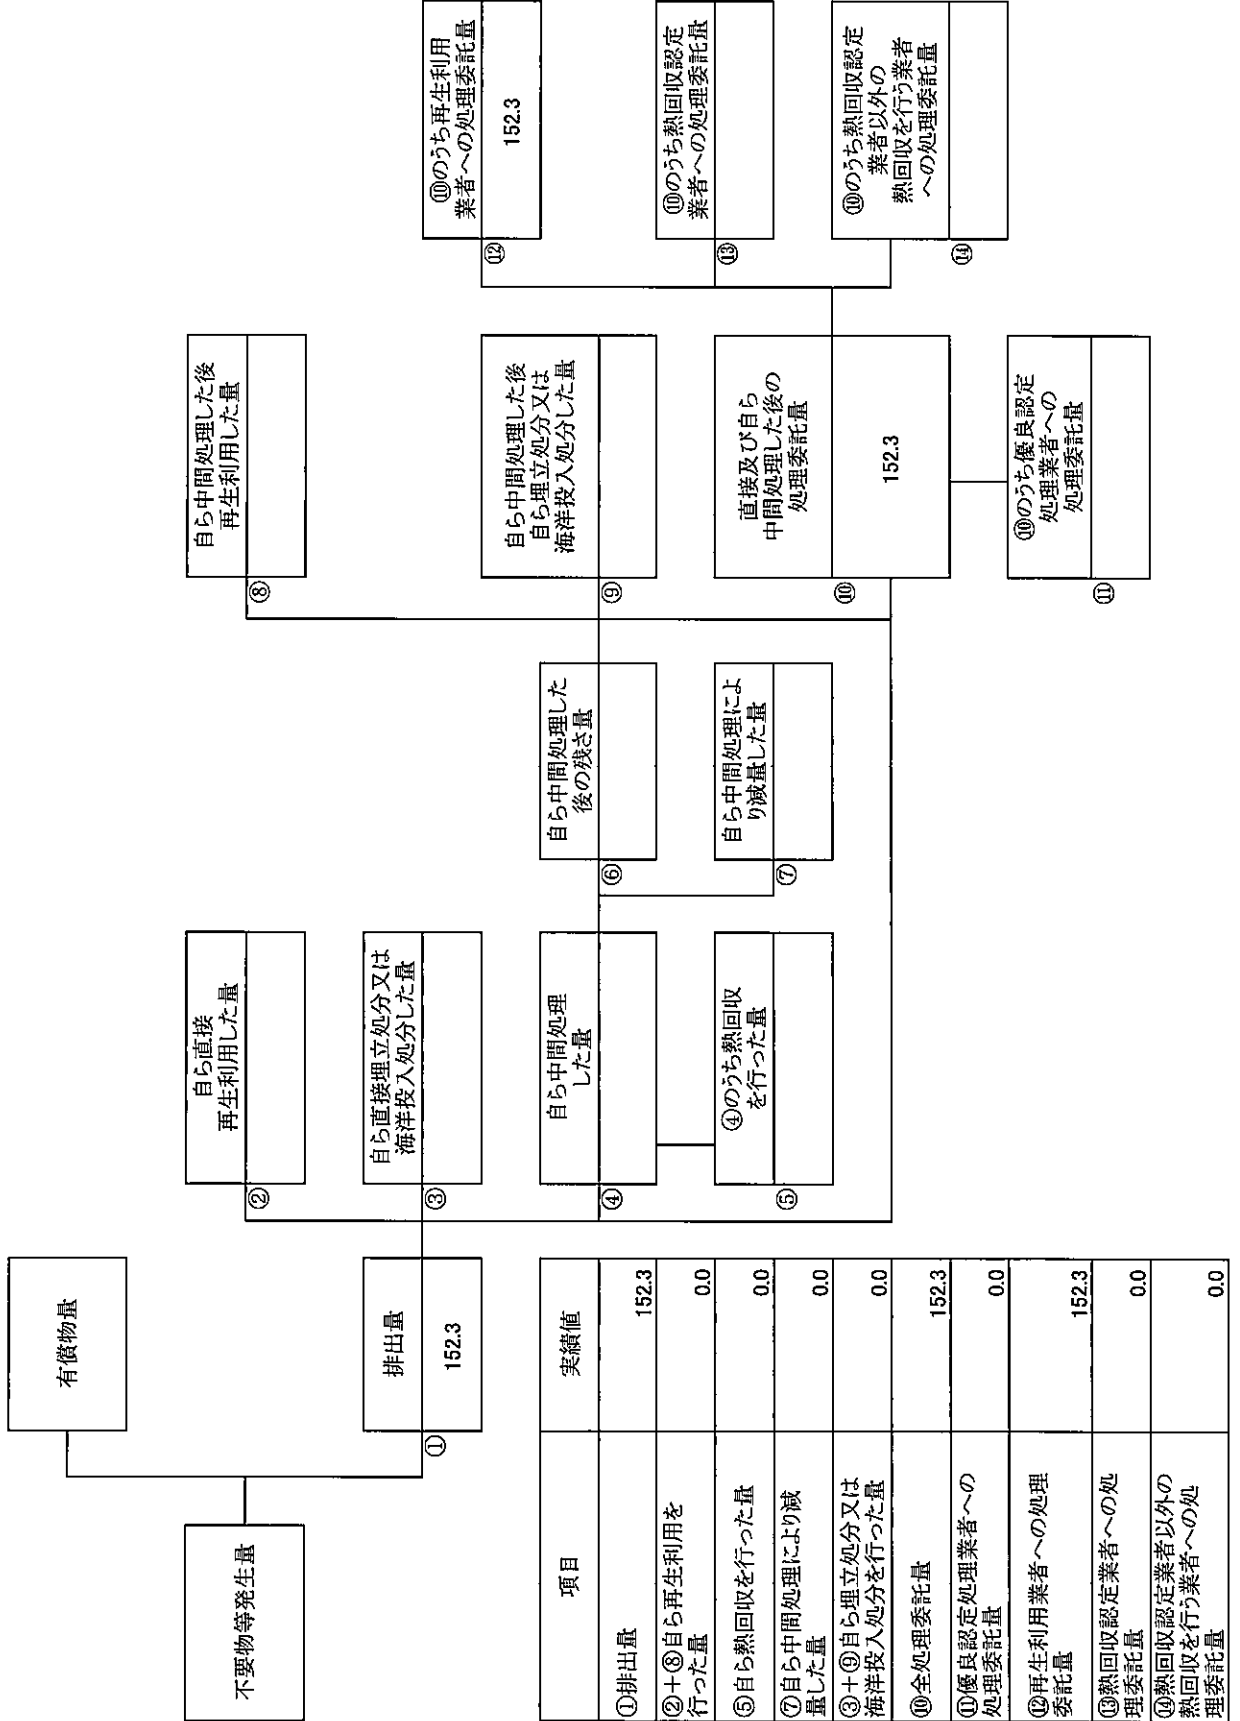 不要物等発生量
有償物量
①
排出量
152.3
②
自ら直接
再生利用した量
③
自ら直接埋立処分又は
海洋投入処分した量
④
自ら中間処理
した量
⑤
④のうち熱回収
を行った量
⑥
自ら中間処理した
後の残さ量
⑦
自ら中間処理によ
り減量した量
⑧
自ら中間処理した後
再生利用した量
⑨
自ら中間処理した後
自ら埋立処分又は
海洋投入処分した量
⑩
直接及び自ら
中間処理した後の
処理委託量
152.3
⑪
⑩のうち優良認定
処理業者への
処理委託量
⑫
⑩のうち再生利用
業者への処理委託量
152.3
⑬
⑩のうち熱回収認定
業者への処理委託量
⑭
⑩のうち熱回収認定
業者以外の
熱回収を行う業者
への処理委託量
項目 実績値
①排出量 152.3
②+⑧自ら再生利用を
行った量 0.0
⑤自ら熱回収を行った量 0.0
⑦自ら中間処理により減
量した量 0.0
③+⑨自ら埋立処分又は
海洋投入処分を行った量 0.0
⑩全処理委託量 152.3
⑪優良認定処理業者への
処理委託量 0.0
⑫再生利用業者への処理
委託量 152.3
⑬熱回収認定業者への処
理委託量 0.0
⑭熱回収認定業者以外の
熱回収を行う業者への処
理委託量 0.0